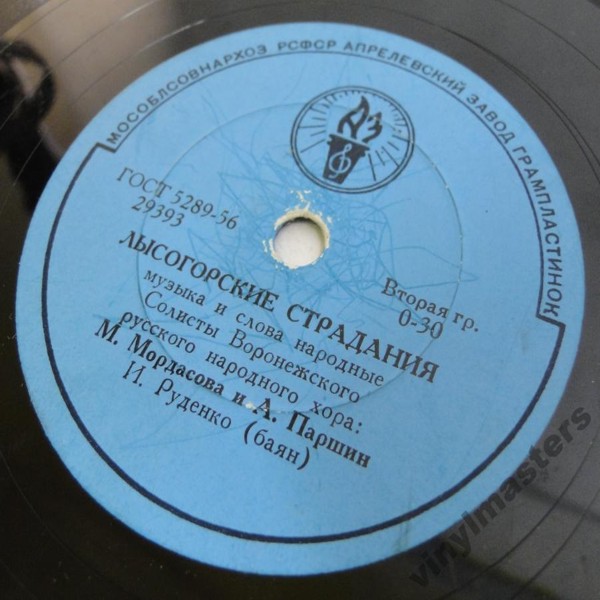 МОСОБЛСОВНАРХОЗ РСФСР АПРЕЛЕВСКИЙ ЗАВОД ГРАМПЛАСТИНОК
АЗ
ГОСТ 5289-56
29393
Вторая гр.
0-30
ЛЫСОГОРСКИЕ СТРАДАНИЯ
музыка и слова народные
Солисты Воронежского
русского народного хора:
М. Мордасова и А. Паршин
И. Руденко (баян)
vinylmasters